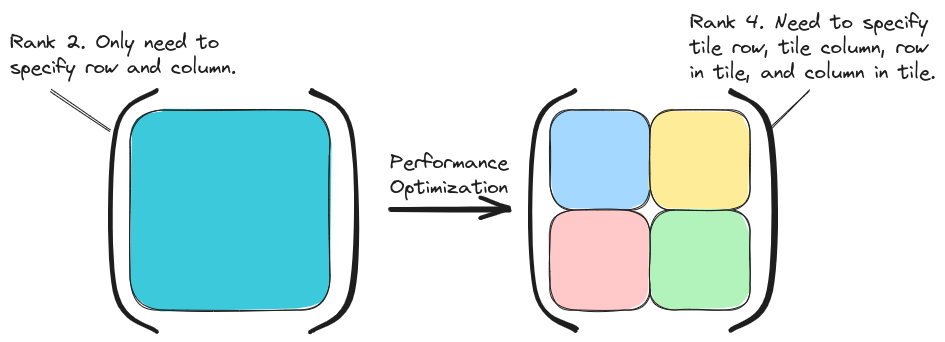 Rank 2. Only need to
specify row and column.
Performance
Optimization
Rank 4. Need to specify
tile row, tile column, row
in tile, and column in tile.